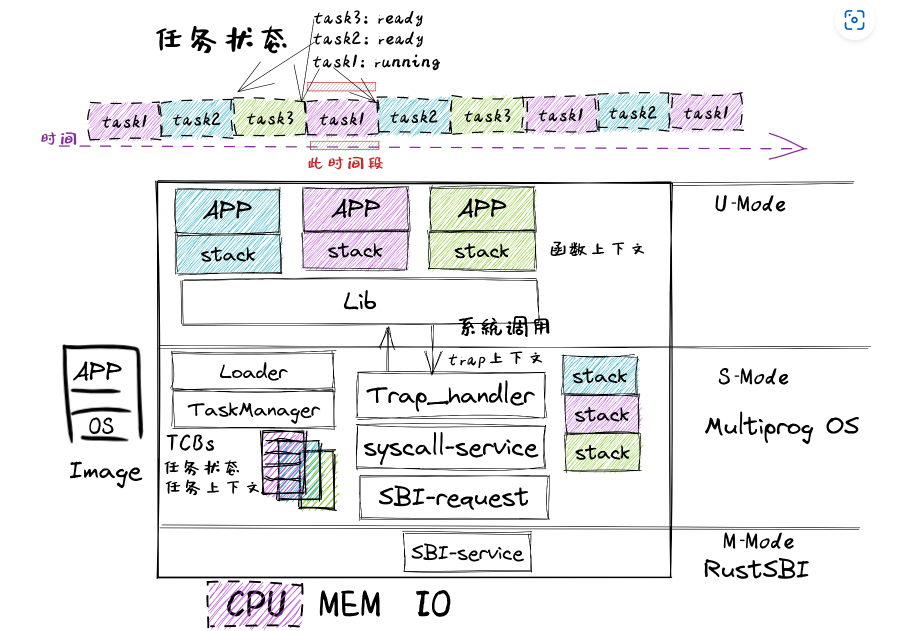 任务状态
task3: ready
task2: ready
task1: running
task1 task2 task3 task1 task2 task3 task1 task2 task1
时间
此时间段
APP APP APP
stack stack stack
函数上下文
U-Mode
Lib
系统调用
trap上下文
Loader
TaskManager
TCBs
任务状态
任务上下文
Trap_handler
syscall-service
SBI-request
stack
stack
stack
S-Mode
Multiprog OS
APP
OS
Image
SBI-service
M-Mode
RustSBI
CPU MEM IO